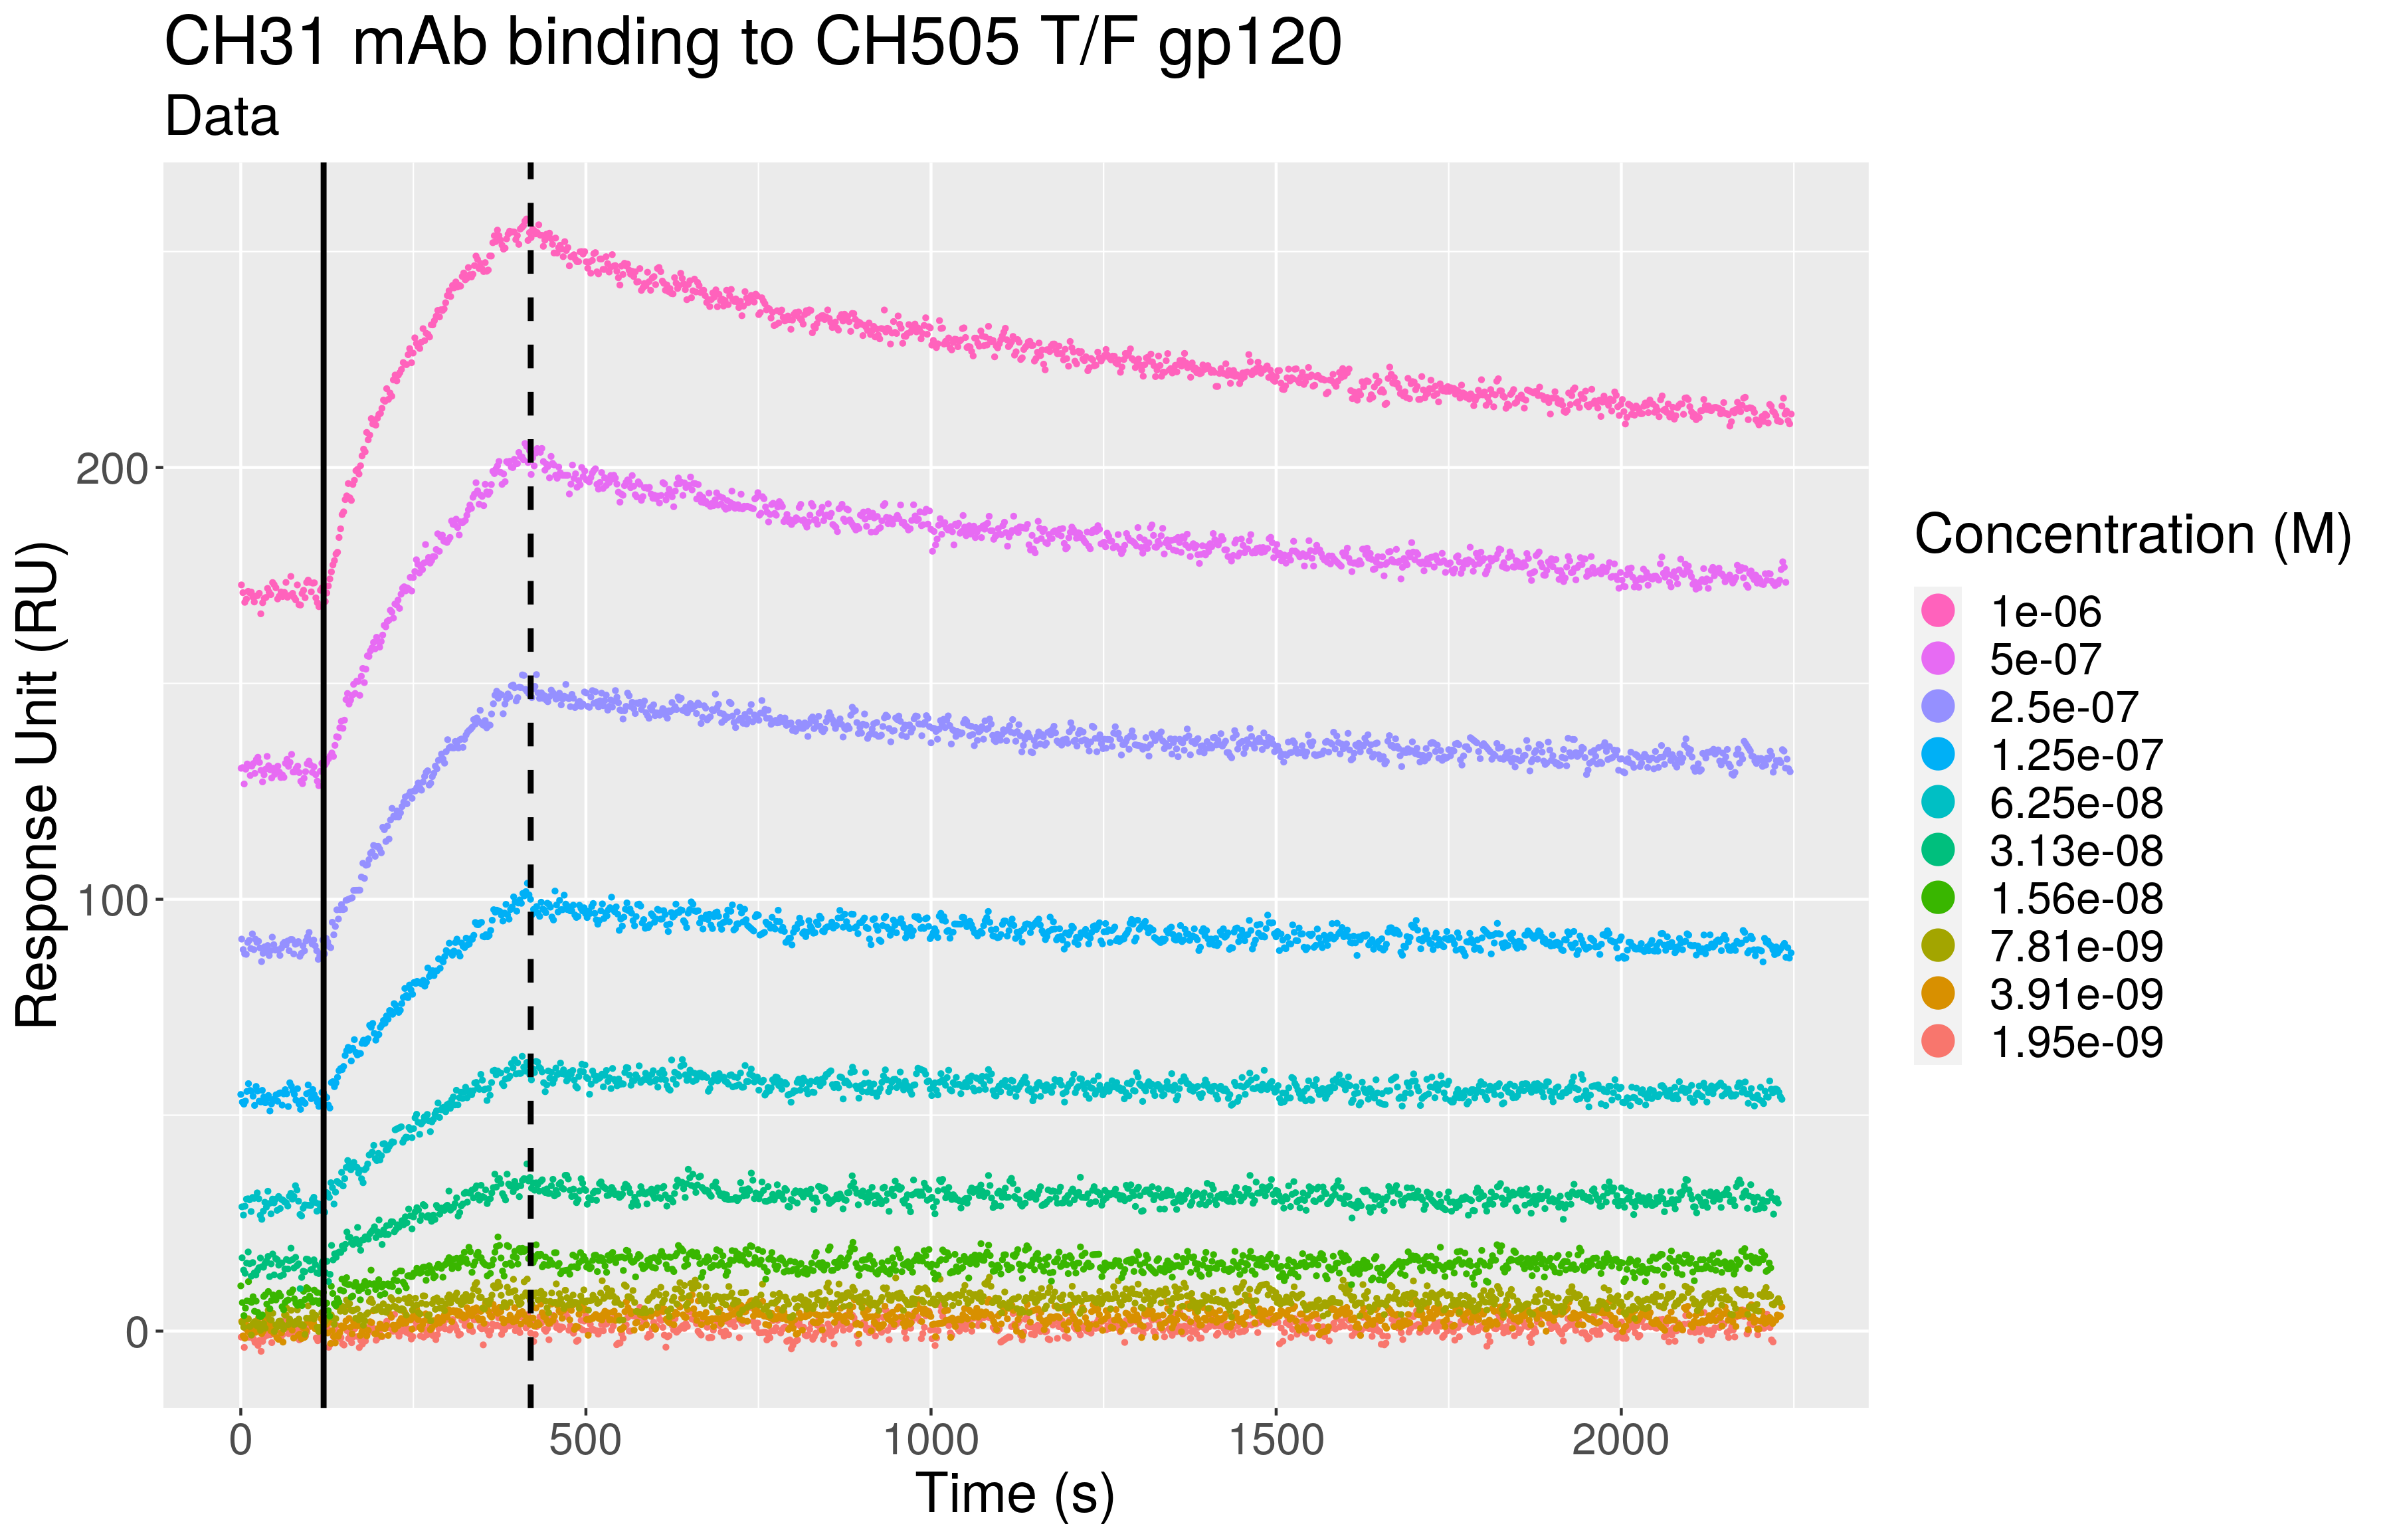 CH31 mAb binding to CH505 T/F gp120
Data
Response Unit (RU)
200
100
0
0 500 1000 1500 2000
Time (s)
Concentration (M)
1e-06
5e-07
2.5e-07
1.25e-07
6.25e-08
3.13e-08
1.56e-08
7.81e-09
3.91e-09
1.95e-09